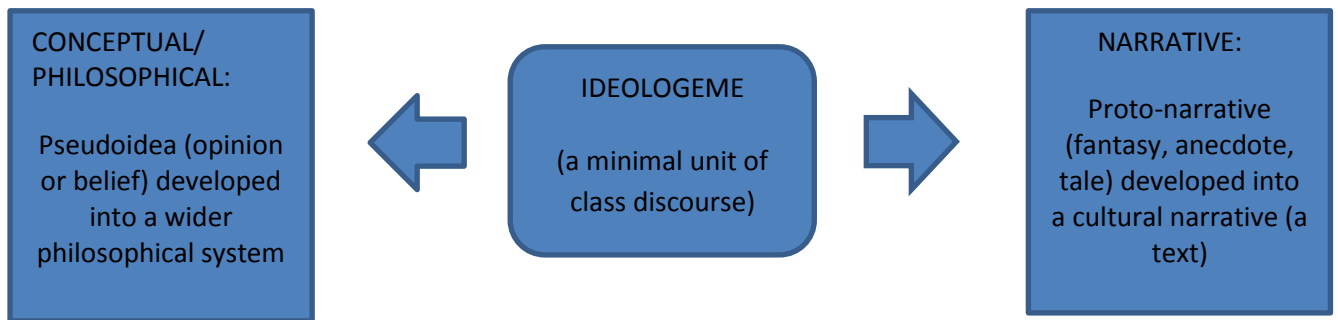 CONCEPTUAL/
PHILOSOPHICAL:
Pseudoidea (opinion
or belief) developed
into a wider
philosophical system
IDEOLOGEME
(a minimal unit of
class discourse)
NARRATIVE:
Proto-narrative
(fantasy, anecdote,
tale) developed into
a cultural narrative (a
text)